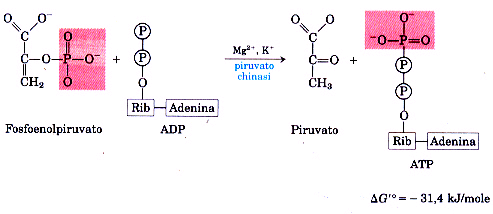 O O⁻ O⁻ O O⁻
C O C O ⁻O—P=O
C—O—P—O⁻ + P Mg²⁺, K⁺ C=O + P
CH₂ O P piruvato CH₃ P
O chinasi O
Rib Adenina Rib Adenina
Fosfoenolpiruvato ADP Piruvato
ATP
ΔG'° = − 31,4 kJ/mole